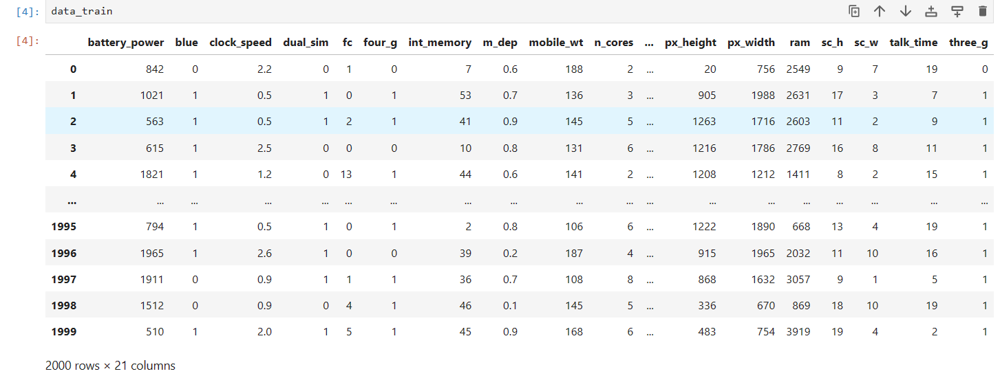 [4]: data_train
[4]:
battery_power blue clock_speed dual_sim fc four_g int_memory m_dep mobile_wt n_cores ... px_height px_width ram sc_h sc_w talk_time three_g
0 842 0 2.2 0 1 0 7 0.6 188 2 ... 20 756 2549 9 7 19 0
1 1021 1 0.5 1 0 1 53 0.7 136 3 ... 905 1988 2631 17 3 7 1
2 563 1 0.5 1 2 1 41 0.9 145 5 ... 1263 1716 2603 11 2 9 1
3 615 1 2.5 0 0 0 10 0.8 131 6 ... 1216 1786 2769 16 8 11 1
4 1821 1 1.2 0 13 1 44 0.6 141 2 ... 1208 1212 1411 8 2 15 1
... ... ... ... ... ... ... ... ... ... ... ... ... ... ... ... ... ... ...
1995 794 1 0.5 1 0 1 2 0.8 106 6 ... 1222 1890 668 13 4 19 1
1996 1965 1 2.6 1 0 0 39 0.2 187 4 ... 915 1965 2032 11 10 16 1
1997 1911 0 0.9 1 1 1 36 0.7 108 8 ... 868 1632 3057 9 1 5 1
1998 1512 0 0.9 0 4 1 46 0.1 145 5 ... 336 670 869 18 10 19 1
1999 510 1 2.0 1 5 1 45 0.9 168 6 ... 483 754 3919 19 4 2 1
2000 rows × 21 columns